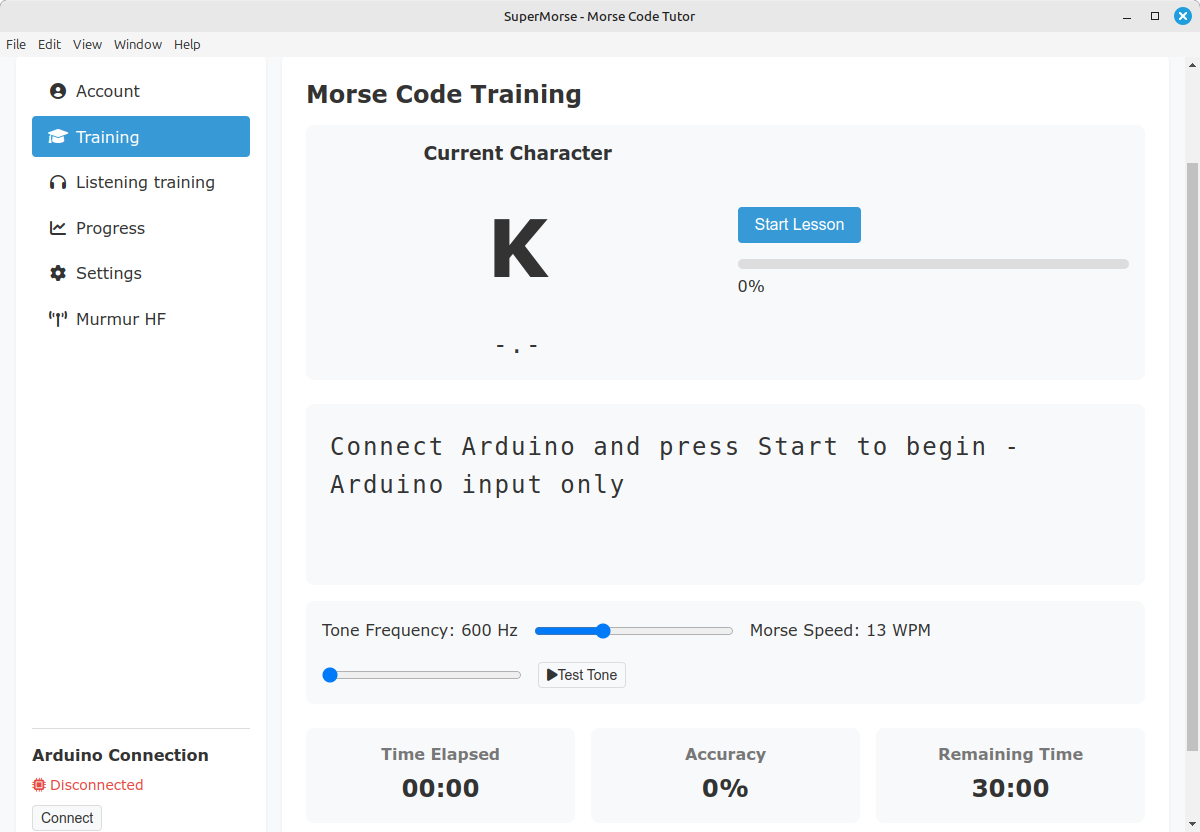 SuperMorse - Morse Code Tutor
File Edit View Window Help
Account
Training
Listening training
Progress
Settings
Murmur HF
Arduino Connection
Disconnected
Connect
Morse Code Training
Current Character
K
-.-
Start Lesson
0%
Connect Arduino and press Start to begin -
Arduino input only
Tone Frequency: 600 Hz
Morse Speed: 13 WPM
Test Tone
Time Elapsed
00:00
Accuracy
0%
Remaining Time
30:00